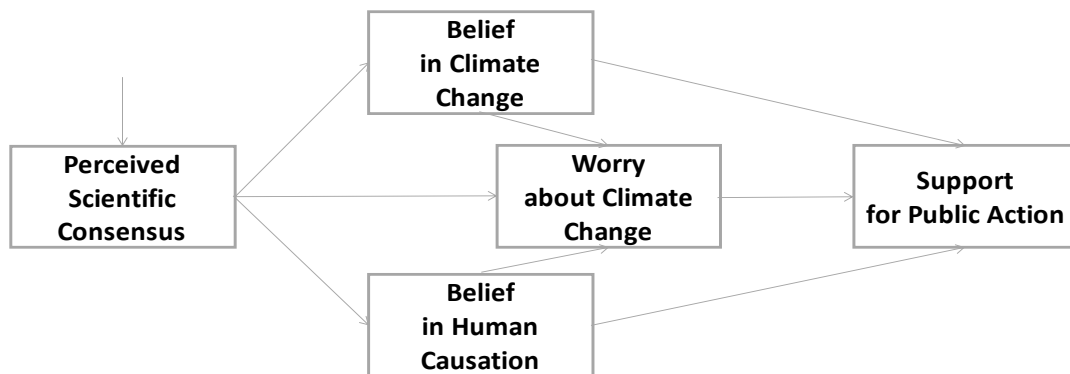 Belief
in Climate
Change
Perceived
Scientific
Consensus
Worry
about Climate
Change
Support
for Public Action
Belief
in Human
Causation